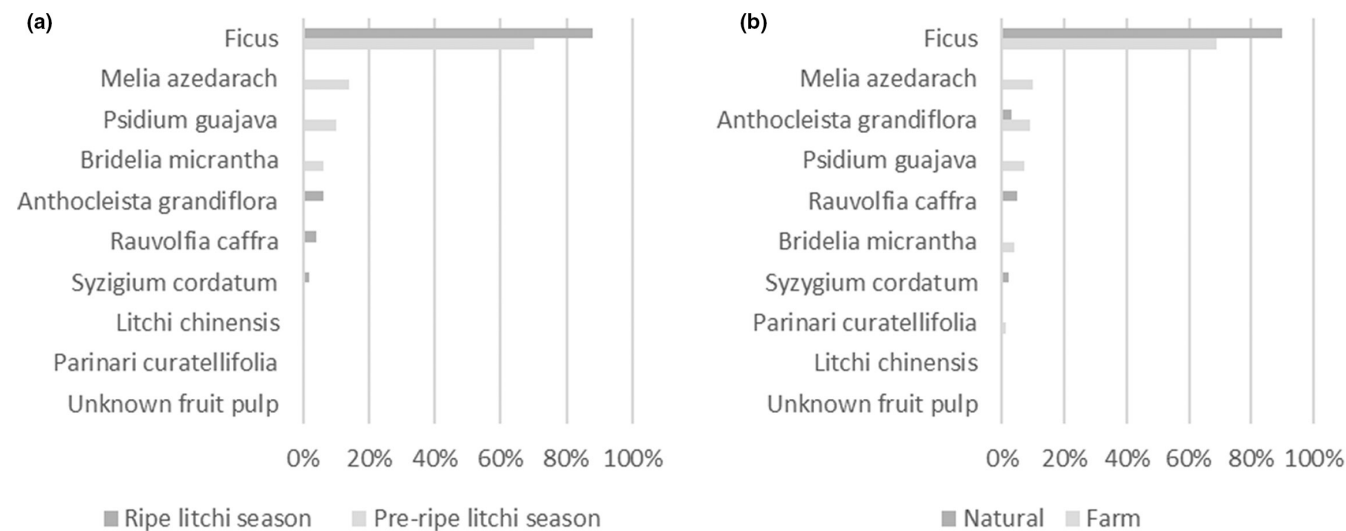 (a)
Ficus
Melia azedarach
Psidium guajava
Bridelia micrantha
Anthocleista grandiflora
Rauvolfia caffra
Syzigium cordatum
Litchi chinensis
Parinari curatellifolia
Unknown fruit pulp
0% 20% 40% 60% 80% 100%
Ripe litchi season Pre-ripe litchi season
(b)
Ficus
Melia azedarach
Anthocleista grandiflora
Psidium guajava
Rauvolfia caffra
Bridelia micrantha
Syzygium cordatum
Parinari curatellifolia
Litchi chinensis
Unknown fruit pulp
0% 20% 40% 60% 80% 100%
Natural Farm